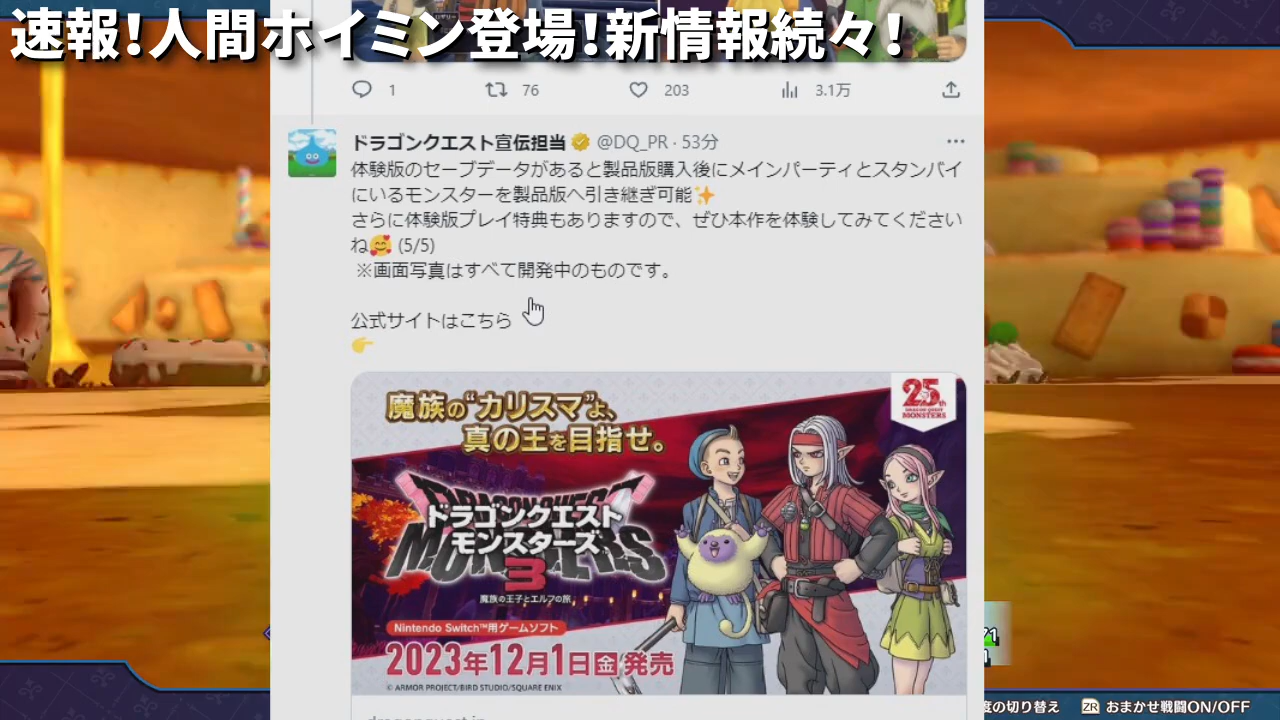 速報!人間ホイミン登場!新情報続々!
1 76 203 3.1万
ドラゴンクエスト宣伝担当 @DQ_PR · 53分
体験版のセーブデータがあると製品版購入後にメインパーティとスタンバイ
にいるモンスターを製品版へ引き継ぎ可能✨
さらに体験版プレイ特典もありますので、ぜひ本作を体験してみてください
ね🥰 (5/5)
※画面写真はすべて開発中のものです。
公式サイトはこちら
👉
25th
DRAGON QUEST
MONSTERS
魔族の“カリスマ”よ、
真の王を目指せ。
DRAGON QUEST
MONSTERS
ドラゴンクエスト
モンスターズ
3
魔族の王子とエルフの旅
Nintendo Switch™用ゲームソフト
2023年12月1日金発売
© ARMOR PROJECT/BIRD STUDIO/SQUARE ENIX
度の切り替え ZR おまかせ戦闘ON/OFF